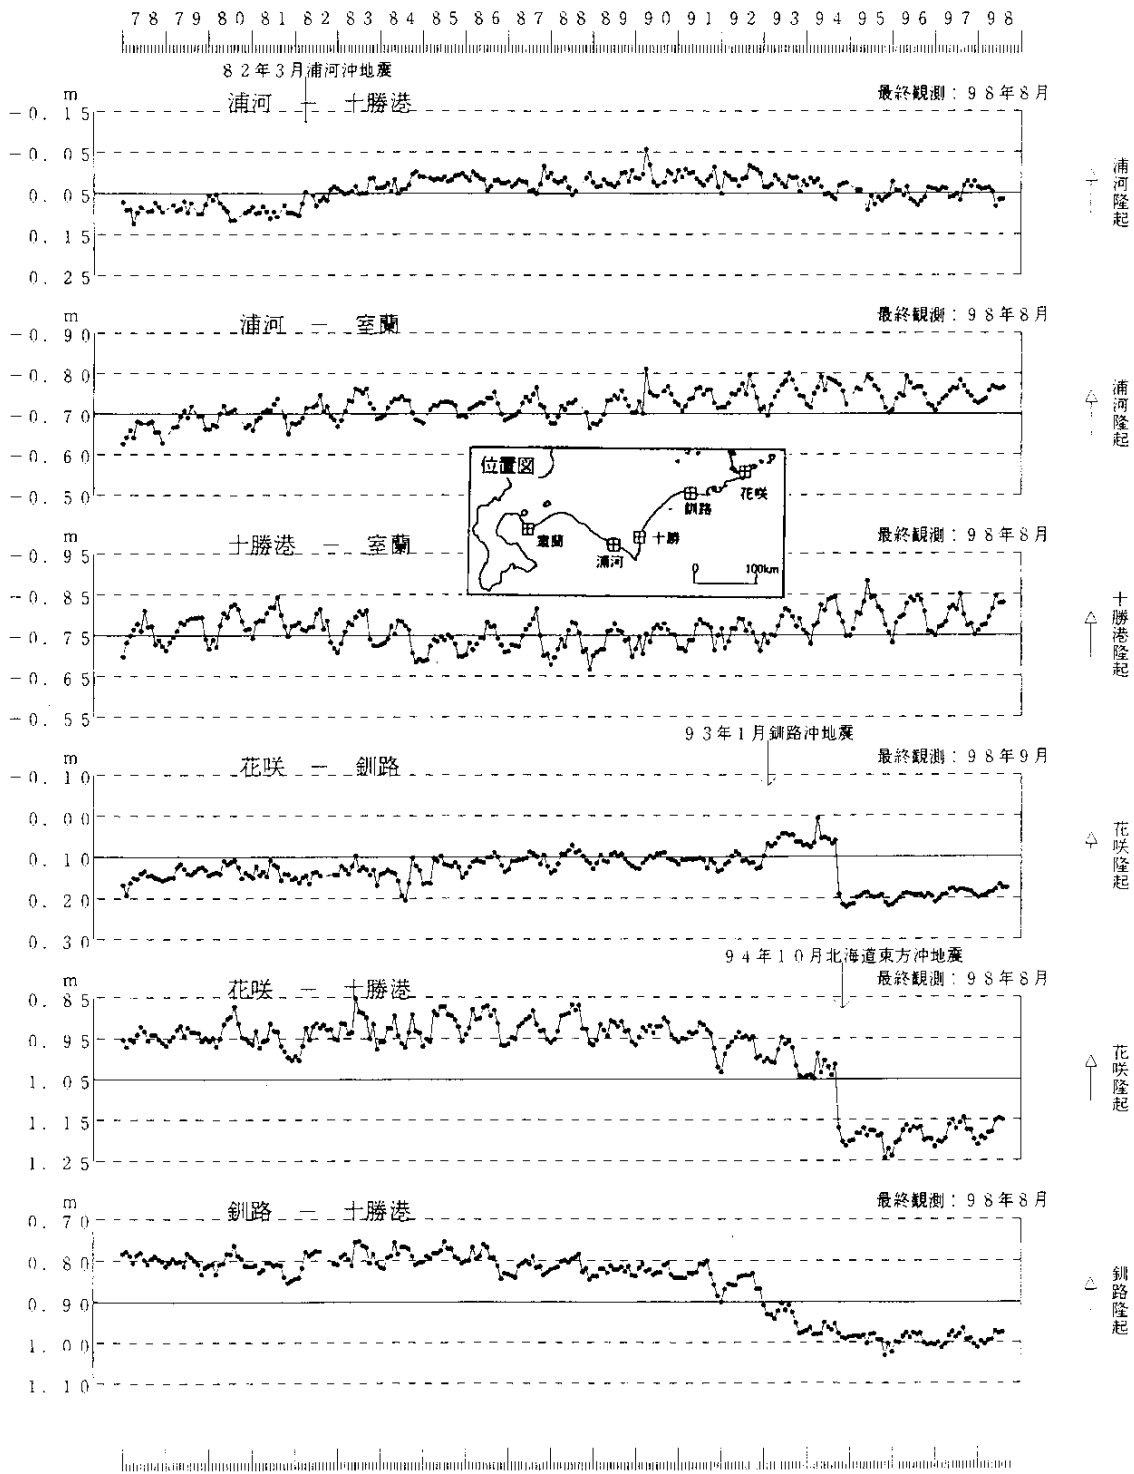 78 79 80 81 82 83 84 85 86 87 88 89 90 91 92 93 94 95 96 97 98
82年3月浦河沖地震
m
浦河 － 十勝港
最終観測：98年8月
－0.15
－0.05
0.05
0.15
0.25
浦河隆起
m
浦河 － 室蘭
最終観測：98年8月
－0.90
－0.80
－0.70
－0.60
－0.50
浦河隆起
位置図
花咲
釧路
十勝
室蘭
浦河
0 100km
十勝港 － 室蘭
最終観測：98年8月
－0.95
－0.85
－0.75
－0.65
－0.55
十勝港隆起
93年1月釧路沖地震
m
花咲 － 釧路
最終観測：98年9月
－0.10
0.00
0.10
0.20
0.30
花咲隆起
94年10月北海道東方沖地震
m
花咲 － 十勝港
最終観測：98年8月
0.85
0.95
1.05
1.15
1.25
花咲隆起
m
釧路 － 十勝港
最終観測：98年8月
0.70
0.80
0.90
1.00
1.10
釧路隆起